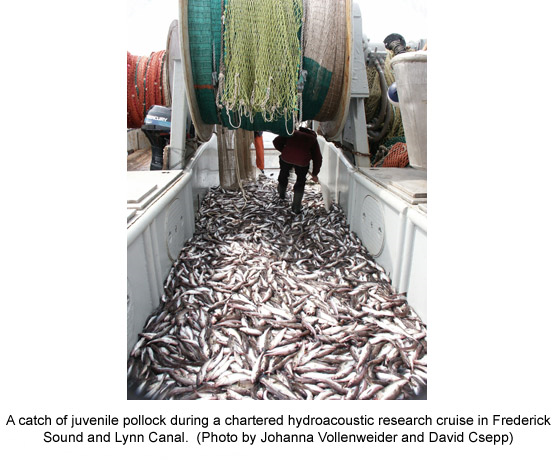 MERCURY
A catch of juvenile pollock during a chartered hydroacoustic research cruise in Frederick
Sound and Lynn Canal.  (Photo by Johanna Vollenweider and David Csepp)